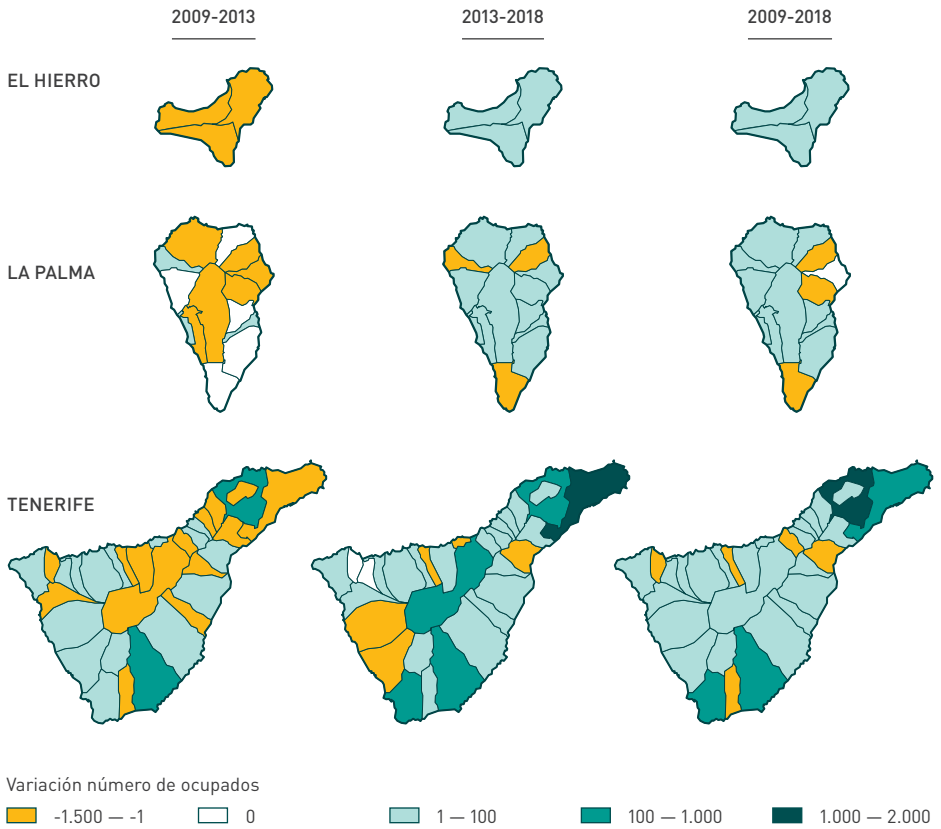 2009-2013 2013-2018 2009-2018
EL HIERRO
LA PALMA
TENERIFE
Variación número de ocupados
-1.500 — -1 0 1 — 100 100 — 1.000 1.000 — 2.000